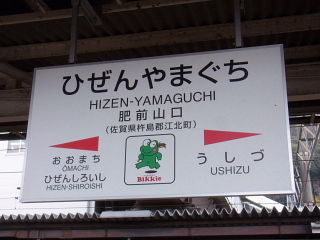 ひぜんやまぐち
HIZEN-YAMAGUCHI
肥前山口
(佐賀県杵島郡江北町)
おおまち
ŌMACHI
ひぜんしろいし
HIZEN-SHIROISHI
Bikkie
うしづ
USHIZU